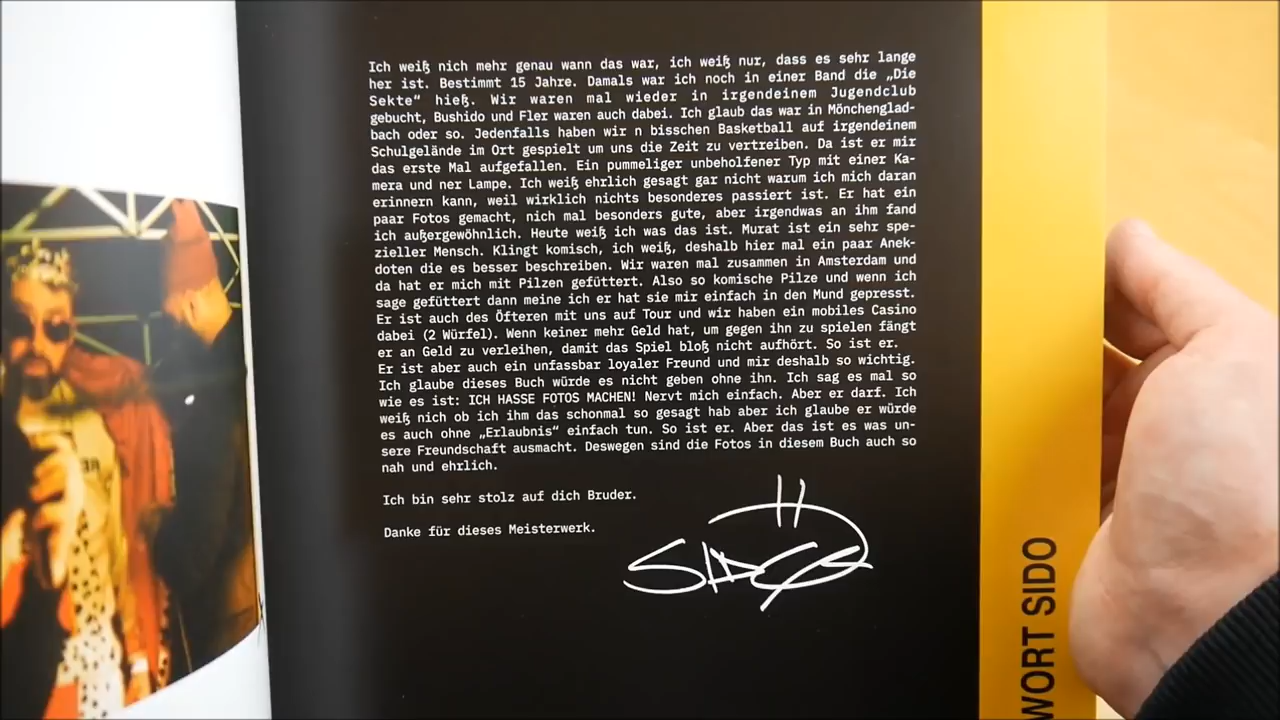 Ich weiß nich mehr genau wann das war, ich weiß nur, dass es sehr lange
her ist. Bestimmt 15 Jahre. Damals war ich noch in einer Band die „Die
Sekte“ hieß. Wir waren mal wieder in irgendeinem Jugendclub
gebucht, Bushido und Fler waren auch dabei. Ich glaub das war in Mönchenglad-
bach oder so. Jedenfalls haben wir n bisschen Basketball auf irgendeinem
Schulgelände im Ort gespielt um uns die Zeit zu vertreiben. Da ist er mir
das erste Mal aufgefallen. Ein pummeliger unbeholfener Typ mit einer Ka-
mera und ner Lampe. Ich weiß ehrlich gesagt gar nicht warum ich mich daran
erinnern kann, weil wirklich nichts besonderes passiert ist. Er hat ein
paar Fotos gemacht, nich mal besonders gute, aber irgendwas an ihm fand
ich außergewöhnlich. Heute weiß ich was das ist. Murat ist ein sehr spe-
zieller Mensch. Klingt komisch, ich weiß, deshalb hier mal ein paar Anek-
doten die es besser beschreiben. Wir waren mal zusammen in Amsterdam und
da hat er mich mit Pilzen gefüttert. Also so komische Pilze und wenn ich
sage gefüttert dann meine ich er hat sie mir einfach in den Mund gepresst.
Er ist auch des Öfteren mit uns auf Tour und wir haben ein mobiles Casino
dabei (2 Würfel). Wenn keiner mehr Geld hat, um gegen ihn zu spielen fängt
er an Geld zu verleihen, damit das Spiel bloß nicht aufhört. So ist er.
Er ist aber auch ein unfassbar loyaler Freund und mir deshalb so wichtig.
Ich glaube dieses Buch würde es nicht geben ohne ihn. Ich sag es mal so
wie es ist: ICH HASSE FOTOS MACHEN! Nervt mich einfach. Aber er darf. Ich
weiß nich ob ich ihm das schonmal so gesagt hab aber ich glaube er würde
es auch ohne „Erlaubnis“ einfach tun. So ist er. Aber das ist es was un-
sere Freundschaft ausmacht. Deswegen sind die Fotos in diesem Buch auch so
nah und ehrlich.
Ich bin sehr stolz auf dich Bruder.
Danke für dieses Meisterwerk.
SIDO
WORT SIDO